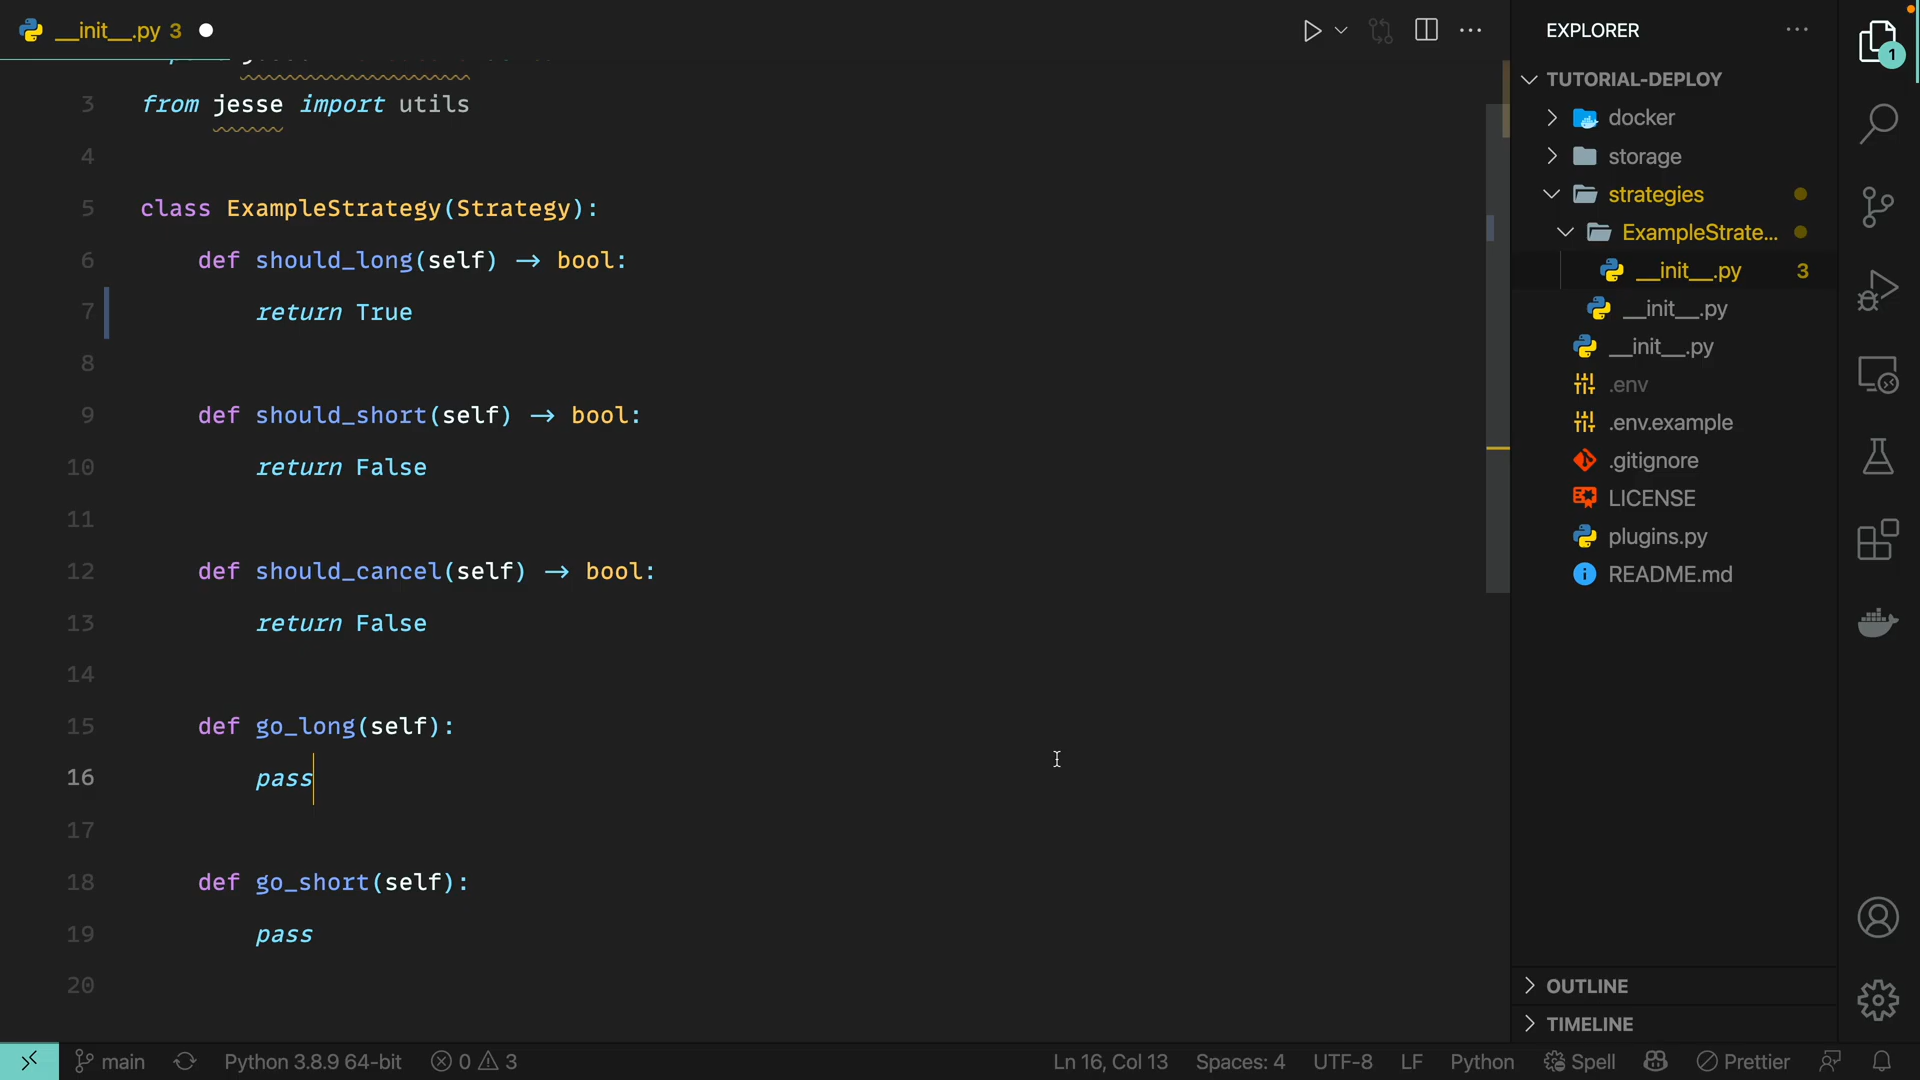 __init__.py 3
EXPLORER
1
3 from jesse import utils
4
5 class ExampleStrategy(Strategy):
6 def should_long(self) -> bool:
7 return True
8
9 def should_short(self) -> bool:
10 return False
11
12 def should_cancel(self) -> bool:
13 return False
14
15 def go_long(self):
16 pass
17
18 def go_short(self):
19 pass
20
TUTORIAL-DEPLOY
docker
storage
strategies
ExampleStrate...
__init__.py 3
__init__.py
__init__.py
.env
.env.example
.gitignore
LICENSE
plugins.py
README.md
OUTLINE
TIMELINE
main Python 3.8.9 64-bit 0 3 Ln 16, Col 13 Spaces: 4 UTF-8 LF Python Spell Prettier